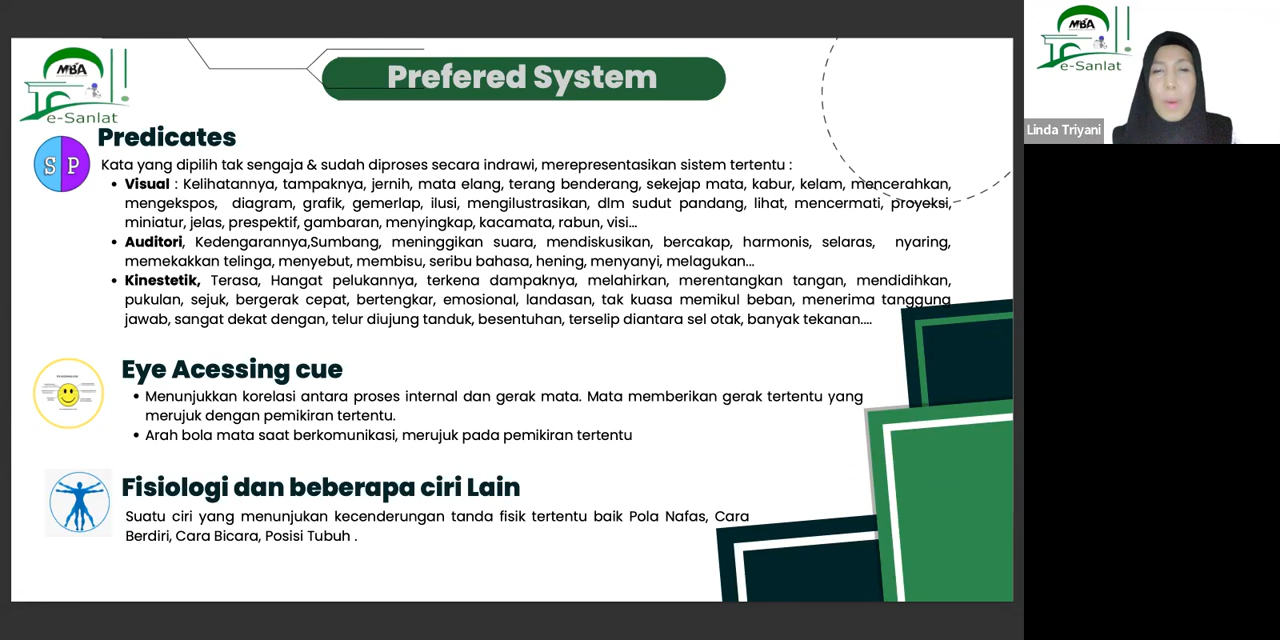 MBA
e-Sanlat
Prefered System
Predicates
S P
Kata yang dipilih tak sengaja & sudah diproses secara indrawi, merepresentasikan sistem tertentu :
• Visual : Kelihatannya, tampaknya, jernih, mata elang, terang benderang, sekejap mata, kabur, kelam, mencerahkan,
mengekspos, diagram, grafik, gemerlap, ilusi, mengilustrasikan, dlm sudut pandang, lihat, mencermati, proyeksi,
miniatur, jelas, prespektif, gambaran, menyingkap, kacamata, rabun, visi...
• Auditori, Kedengarannya,Sumbang, meninggikan suara, mendiskusikan, bercakap, harmonis, selaras, nyaring,
memekakkan telinga, menyebut, membisu, seribu bahasa, hening, menyanyi, melagukan...
• Kinestetik, Terasa, Hangat pelukannya, terkena dampaknya, melahirkan, merentangkan tangan, mendidihkan,
pukulan, sejuk, bergerak cepat, bertengkar, emosional, landasan, tak kuasa memikul beban, menerima tanggung
jawab, sangat dekat dengan, telur diujung tanduk, besentuhan, terselip diantara sel otak, banyak tekanan....
Eye Acessing cue
• Menunjukkan korelasi antara proses internal dan gerak mata. Mata memberikan gerak tertentu yang
merujuk dengan pemikiran tertentu.
• Arah bola mata saat berkomunikasi, merujuk pada pemikiran tertentu
Fisiologi dan beberapa ciri Lain
Suatu ciri yang menunjukan kecenderungan tanda fisik tertentu baik Pola Nafas, Cara
Berdiri, Cara Bicara, Posisi Tubuh .
MBA
e-Sanlat
Linda Triyani